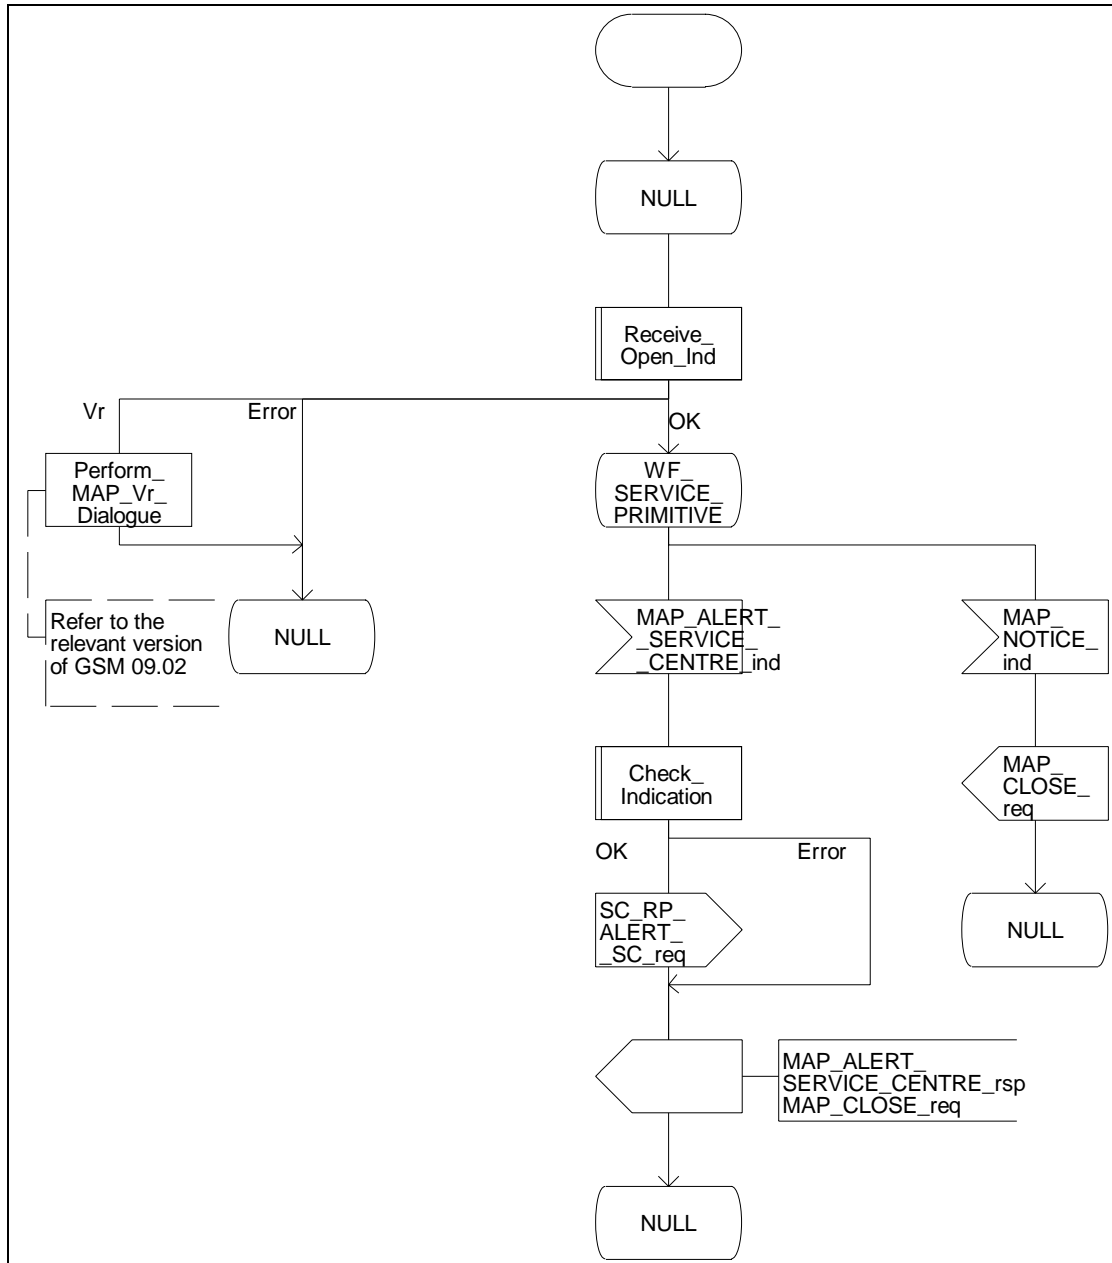 NULL
Receive_
Open_Ind
Vr
Error
OK
Perform_
MAP_Vr_
Dialogue
WF_
SERVICE_
PRIMITIVE
Refer to the
relevant version
of GSM 09.02
NULL
MAP_ALERT_
_SERVICE_
_CENTRE_ind
MAP_
NOTICE_
ind
Check_
Indication
MAP_
CLOSE_
req
OK
Error
SC_RP_
ALERT_
_SC_req
NULL
MAP_ALERT_
SERVICE_CENTRE_rsp
MAP_CLOSE_req
NULL